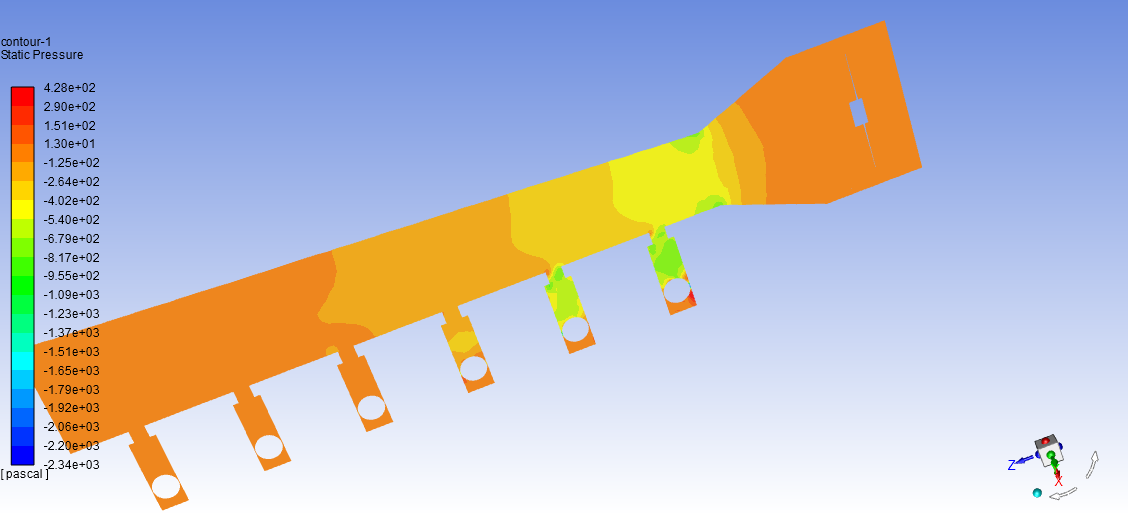 contour-1
Static Pressure
4.28e+02
2.90e+02
1.51e+02
1.30e+01
-1.25e+02
-2.64e+02
-4.02e+02
-5.40e+02
-6.79e+02
-8.17e+02
-9.55e+02
-1.09e+03
-1.23e+03
-1.37e+03
-1.51e+03
-1.65e+03
-1.79e+03
-1.92e+03
-2.06e+03
-2.20e+03
-2.34e+03
[ pascal ]
Z
X